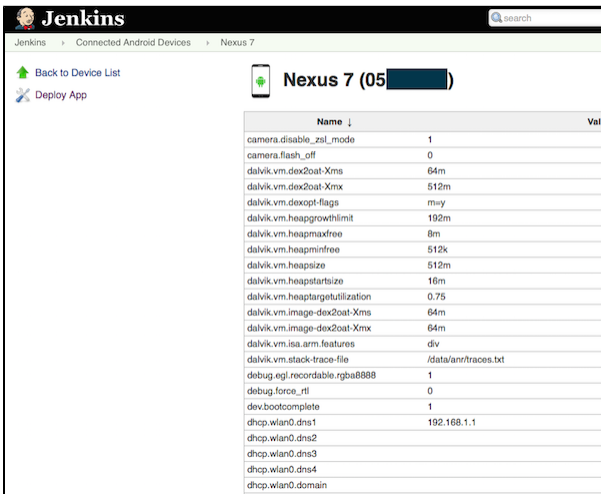 Jenkins
search
Jenkins Connected Android Devices Nexus 7
Back to Device List
Deploy App
Nexus 7 (05 )
Name ↓ Val
camera.disable_zsl_mode 1
camera.flash_off 0
dalvik.vm.dex2oat-Xms 64m
dalvik.vm.dex2oat-Xmx 512m
dalvik.vm.dexopt-flags m=y
dalvik.vm.heapgrowthlimit 192m
dalvik.vm.heapmaxfree 8m
dalvik.vm.heapminfree 512k
dalvik.vm.heapsize 512m
dalvik.vm.heapstartsize 16m
dalvik.vm.heaptargetutilization 0.75
dalvik.vm.image-dex2oat-Xms 64m
dalvik.vm.image-dex2oat-Xmx 64m
dalvik.vm.isa.arm.features div
dalvik.vm.stack-trace-file /data/anr/traces.txt
debug.egl.recordable.rgba8888 1
debug.force_rtl 0
dev.bootcomplete 1
dhcp.wlan0.dns1 192.168.1.1
dhcp.wlan0.dns2
dhcp.wlan0.dns3
dhcp.wlan0.dns4
dhcp.wlan0.domain